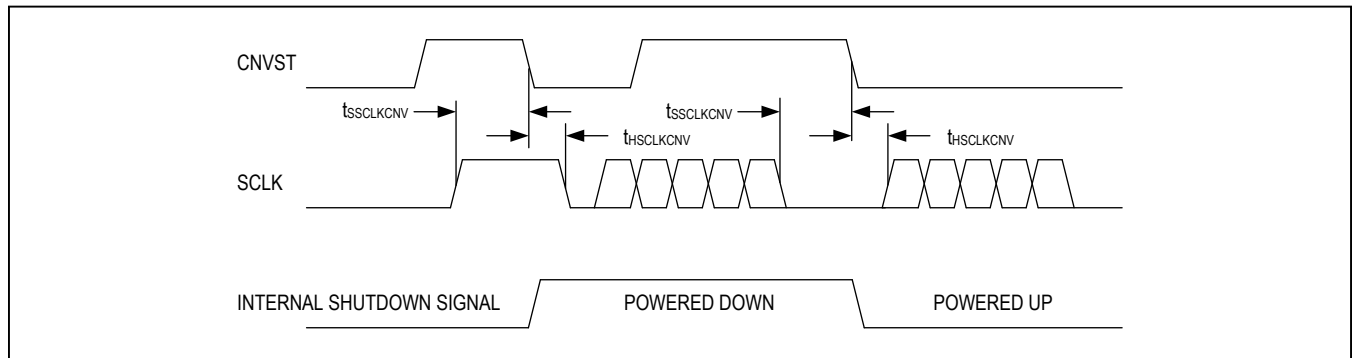 CNVST
tSSCLKCNV
tSSCLKCNV
tHSCLKCNV
tHSCLKCNV
SCLK
INTERNAL SHUTDOWN SIGNAL
POWERED DOWN
POWERED UP